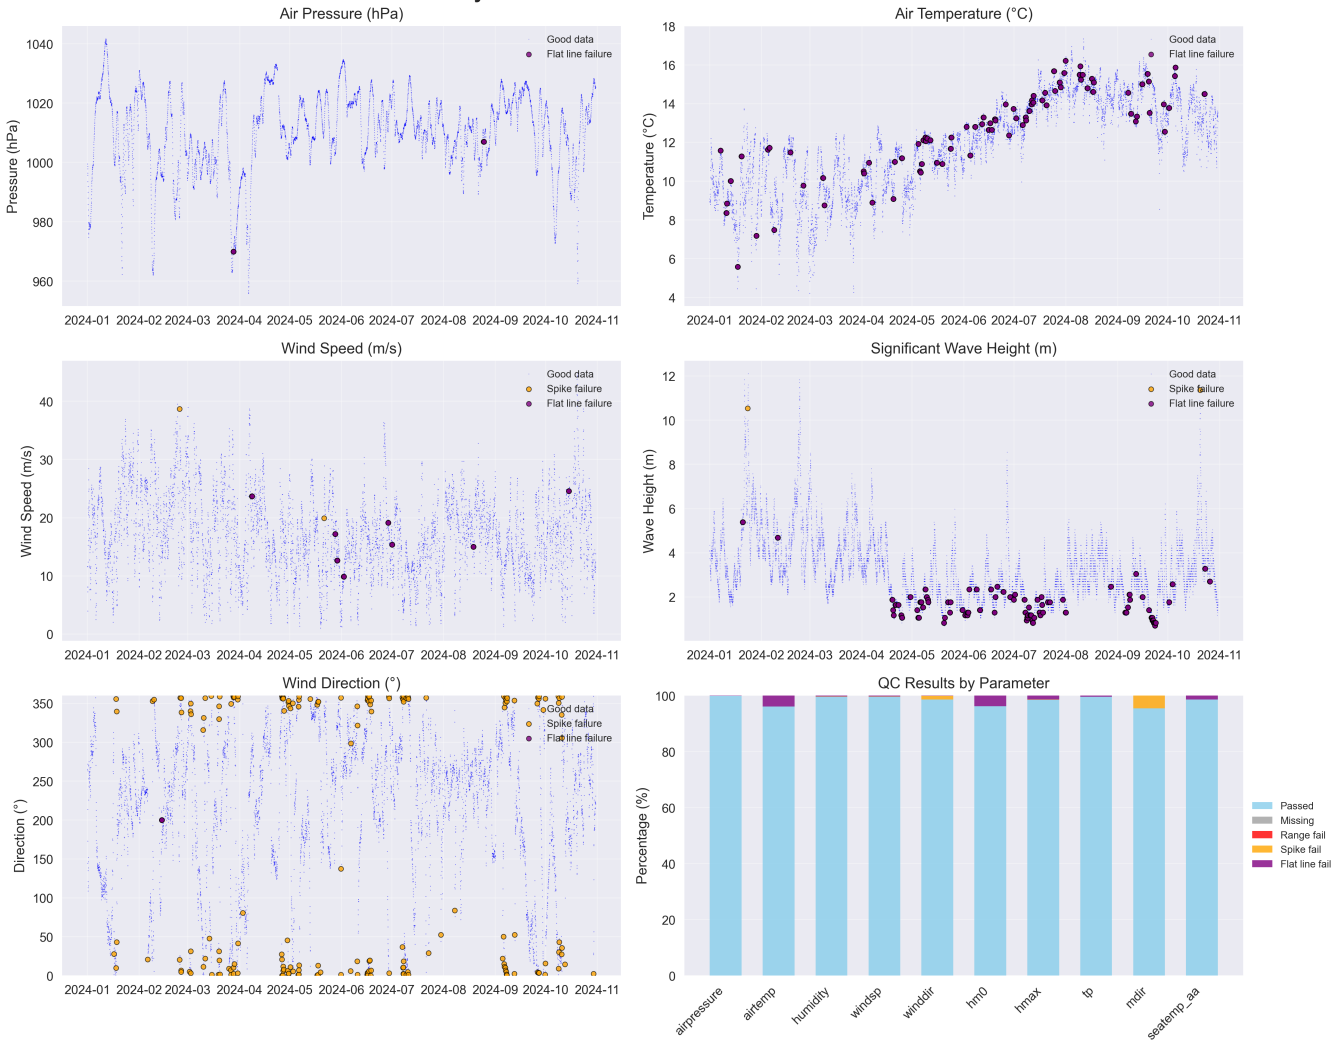 Air Pressure (hPa)
Pressure (hPa)
1040
1020
1000
980
960
Good data
Flat line failure
2024-01 2024-02 2024-03 2024-04 2024-05 2024-06 2024-07 2024-08 2024-09 2024-10 2024-11
Air Temperature (°C)
Temperature (°C)
18
16
14
12
10
8
6
4
Good data
Flat line failure
2024-01 2024-02 2024-03 2024-04 2024-05 2024-06 2024-07 2024-08 2024-09 2024-10 2024-11
Wind Speed (m/s)
Wind Speed (m/s)
40
30
20
10
0
Good data
Spike failure
Flat line failure
2024-01 2024-02 2024-03 2024-04 2024-05 2024-06 2024-07 2024-08 2024-09 2024-10 2024-11
Significant Wave Height (m)
Wave Height (m)
12
10
8
6
4
2
Good data
Spike failure
Flat line failure
2024-01 2024-02 2024-03 2024-04 2024-05 2024-06 2024-07 2024-08 2024-09 2024-10 2024-11
Wind Direction (°)
Direction (°)
350
300
250
200
150
100
50
0
Good data
Spike failure
Flat line failure
2024-01 2024-02 2024-03 2024-04 2024-05 2024-06 2024-07 2024-08 2024-09 2024-10 2024-11
QC Results by Parameter
Percentage (%)
100
80
60
40
20
0
airpressure
airtemp
humidity
windsp
winddir
hm0
hmax
tp
mdir
seatemp_aa
Passed
Missing
Range fail
Spike fail
Flat line fail